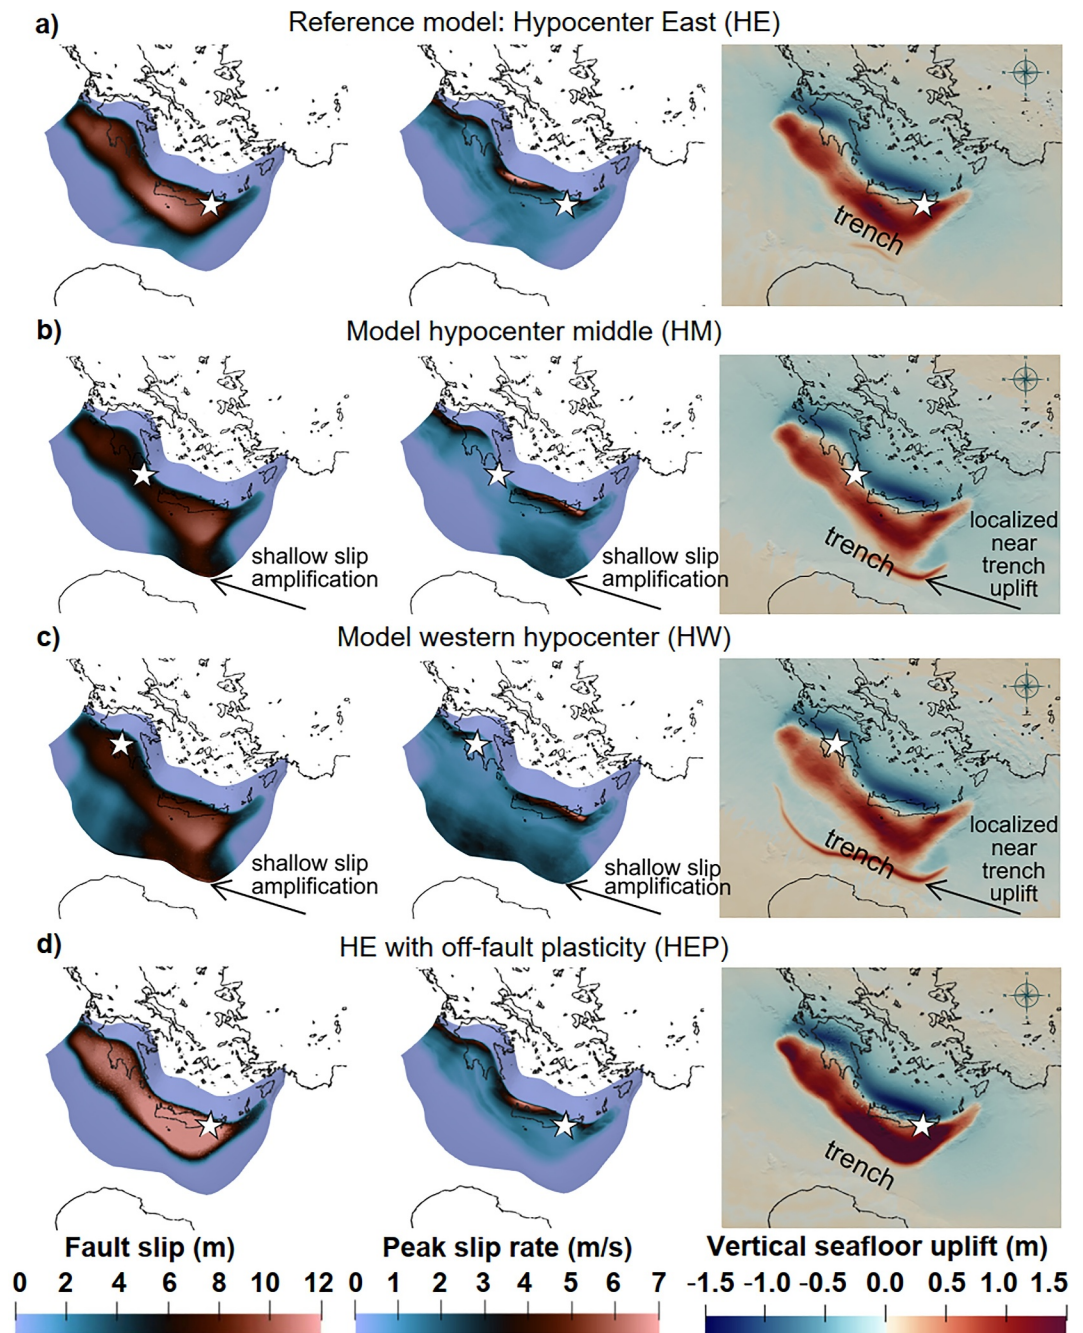 a)
Reference model: Hypocenter East (HE)
trench
b)
Model hypocenter middle (HM)
shallow slip
amplification
shallow slip
amplification
trench
localized
near
trench
uplift
c)
Model western hypocenter (HW)
shallow slip
amplification
shallow slip
amplification
trench
localized
near
trench
uplift
d)
HE with off-fault plasticity (HEP)
trench
Fault slip (m)
0 2 4 6 8 10 12
Peak slip rate (m/s)
0 1 2 3 4 5 6 7
Vertical seafloor uplift (m)
-1.5 -1.0 -0.5 0.0 0.5 1.0 1.5